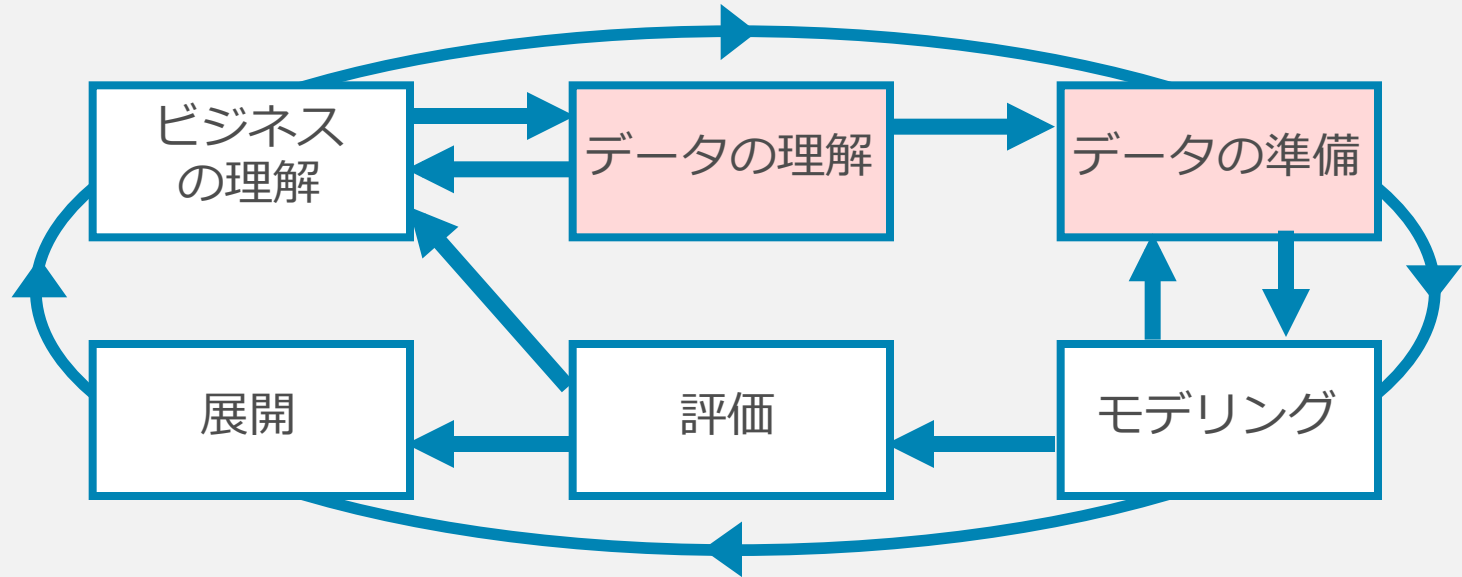 ビジネス
の理解
データの理解
データの準備
展開
評価
モデリング